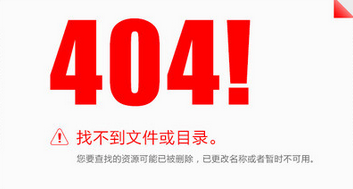 404!
找不到文件或目录。
您要查找的资源可能已被删除，已更改名称或者暂时不可用。